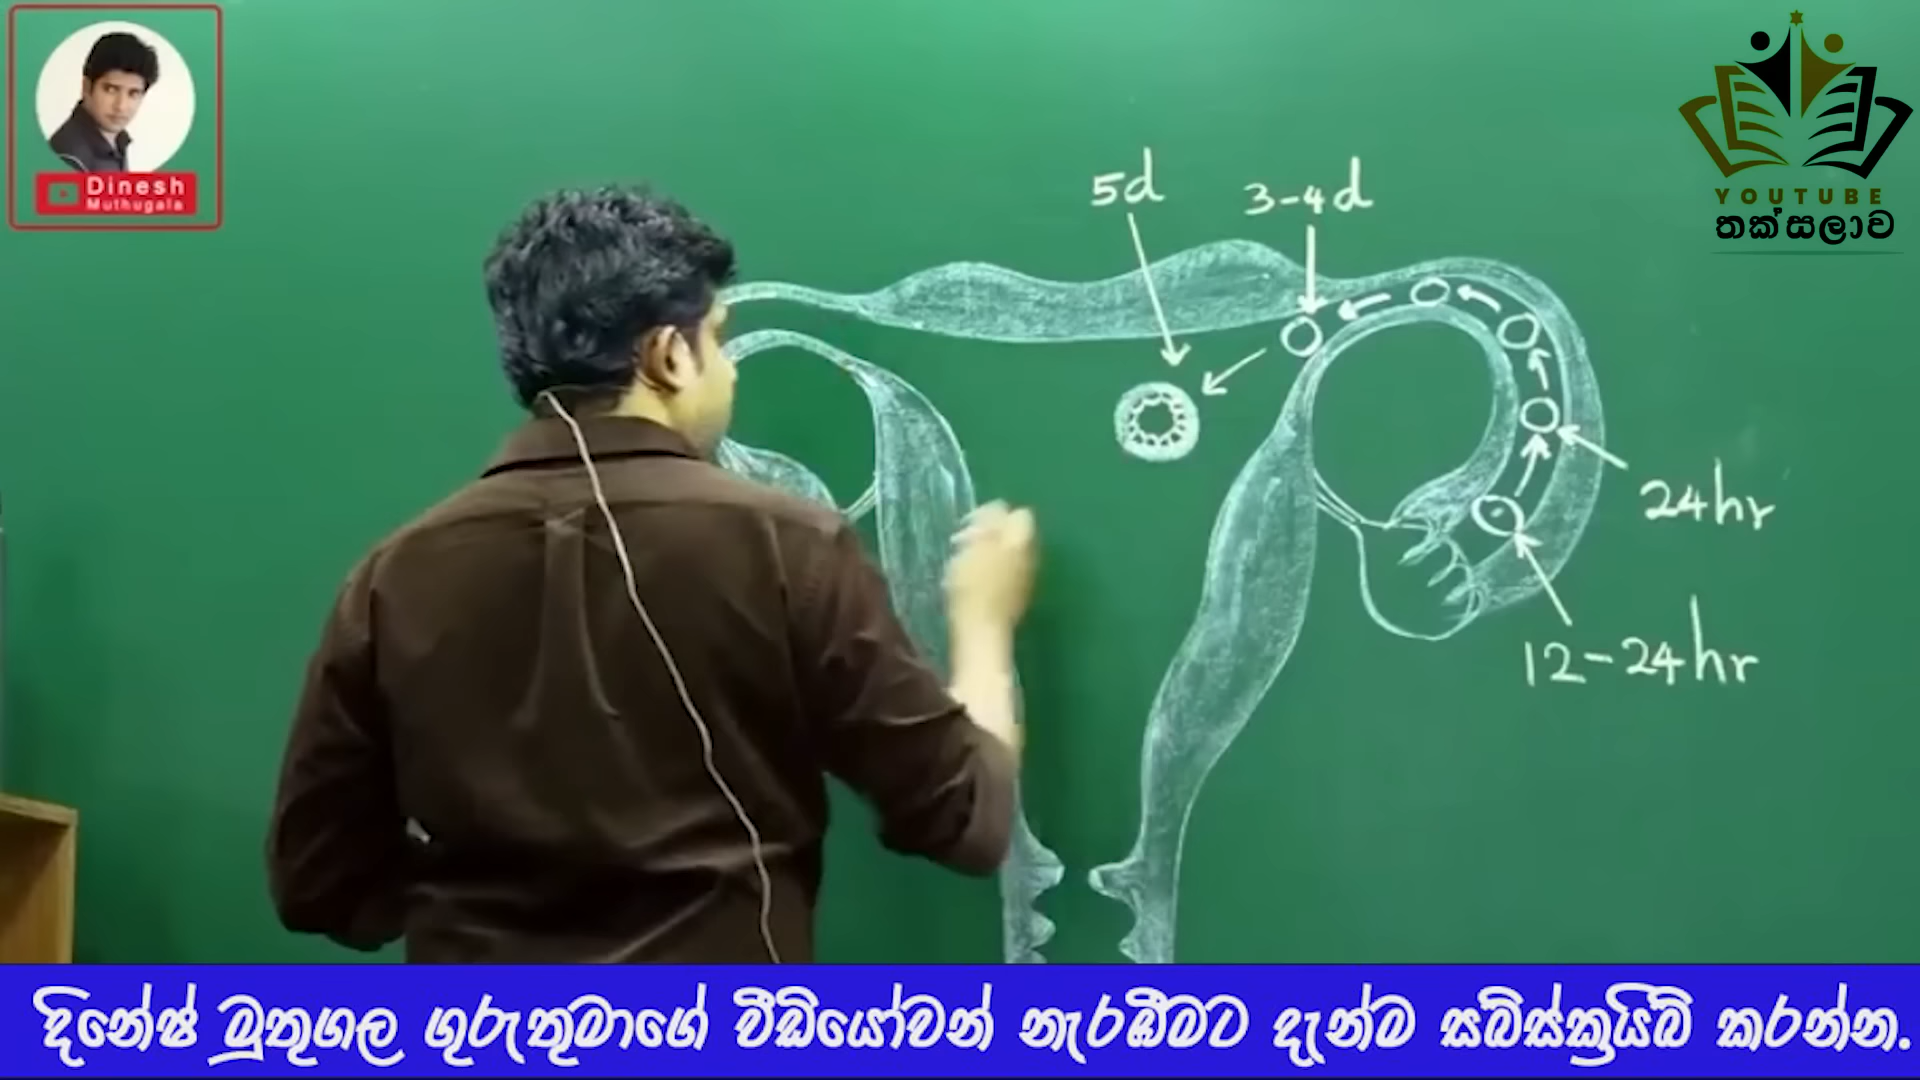 Dinesh
Muthugala
YOUTUBE
තක්සලාව
5d
3-4d
24hr
12-24hr
දිනේෂ් මුතුගල ගුරුතුමාගේ වීඩියෝවන් නැරඹීමට දැන්ම සබ්ස්ක්‍රයිබ් කරන්න.